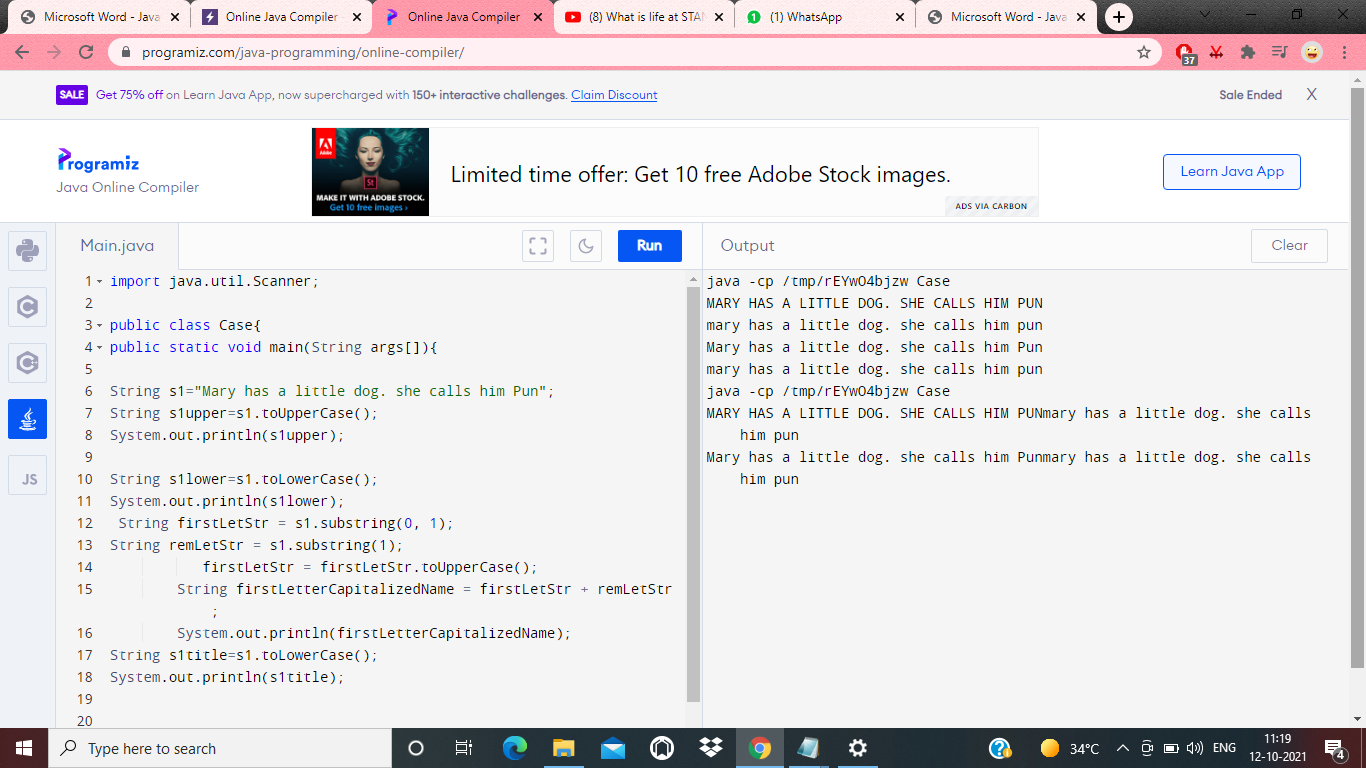 Microsoft Word - Java
Online Java Compiler
Online Java Compiler
(8) What is life at STAN
(1) WhatsApp
Microsoft Word - Java
programiz.com/java-programming/online-compiler/
37
SALE Get 75% off on Learn Java App, now supercharged with 150+ interactive challenges. Claim Discount
Sale Ended X
Programiz
Java Online Compiler
Adobe
St
MAKE IT WITH ADOBE STOCK.
Get 10 free images ›
Limited time offer: Get 10 free Adobe Stock images.
ADS VIA CARBON
Learn Java App
Main.java
Run
Output
Clear
JS
1 import java.util.Scanner;
2
3 public class Case{
4 public static void main(String args[]){
5
6 String s1="Mary has a little dog. she calls him Pun";
7 String s1upper=s1.toUpperCase();
8 System.out.println(s1upper);
9
10 String s1lower=s1.toLowerCase();
11 System.out.println(s1lower);
12 String firstLetStr = s1.substring(0, 1);
13 String remLetStr = s1.substring(1);
14 firstLetStr = firstLetStr.toUpperCase();
15 String firstLetterCapitalizedName = firstLetStr + remLetStr
;
16 System.out.println(firstLetterCapitalizedName);
17 String s1title=s1.toLowerCase();
18 System.out.println(s1title);
19
20
java -cp /tmp/rEYwO4bjzw Case
MARY HAS A LITTLE DOG. SHE CALLS HIM PUN
mary has a little dog. she calls him pun
Mary has a little dog. she calls him Pun
mary has a little dog. she calls him pun
java -cp /tmp/rEYwO4bjzw Case
MARY HAS A LITTLE DOG. SHE CALLS HIM PUNmary has a little dog. she calls
him pun
Mary has a little dog. she calls him Punmary has a little dog. she calls
him pun
Type here to search
34°C
ENG
11:19
12-10-2021
4